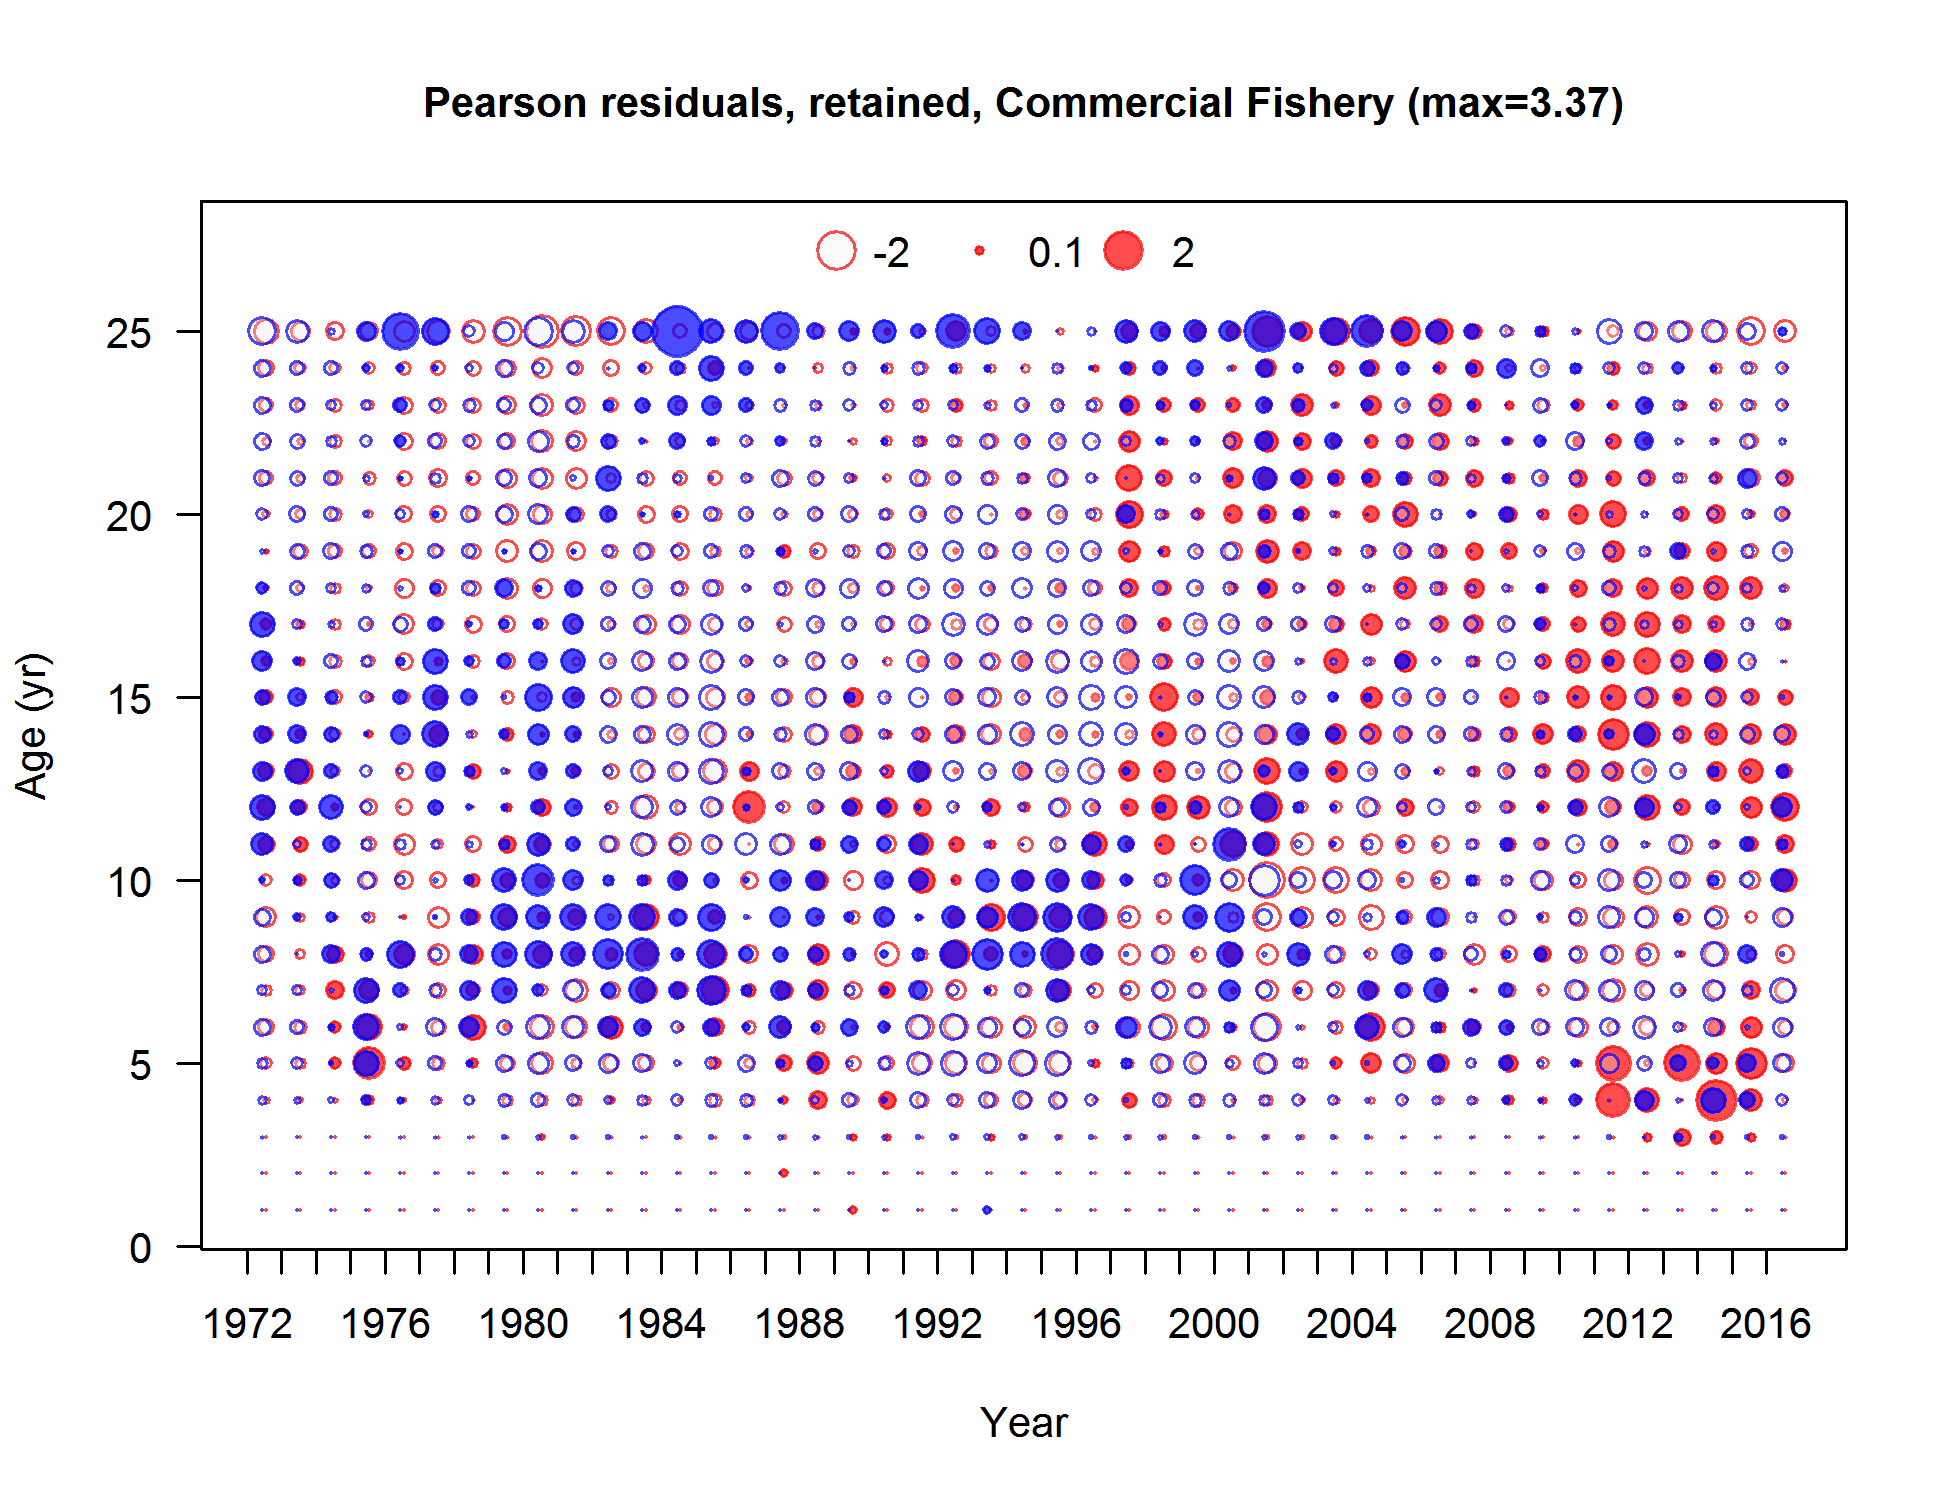 Pearson residuals, retained, Commercial Fishery (max=3.37)
-2 0.1 2
25
20
15
10
5
0
Age (yr)
1972 1976 1980 1984 1988 1992 1996 2000 2004 2008 2012 2016
Year